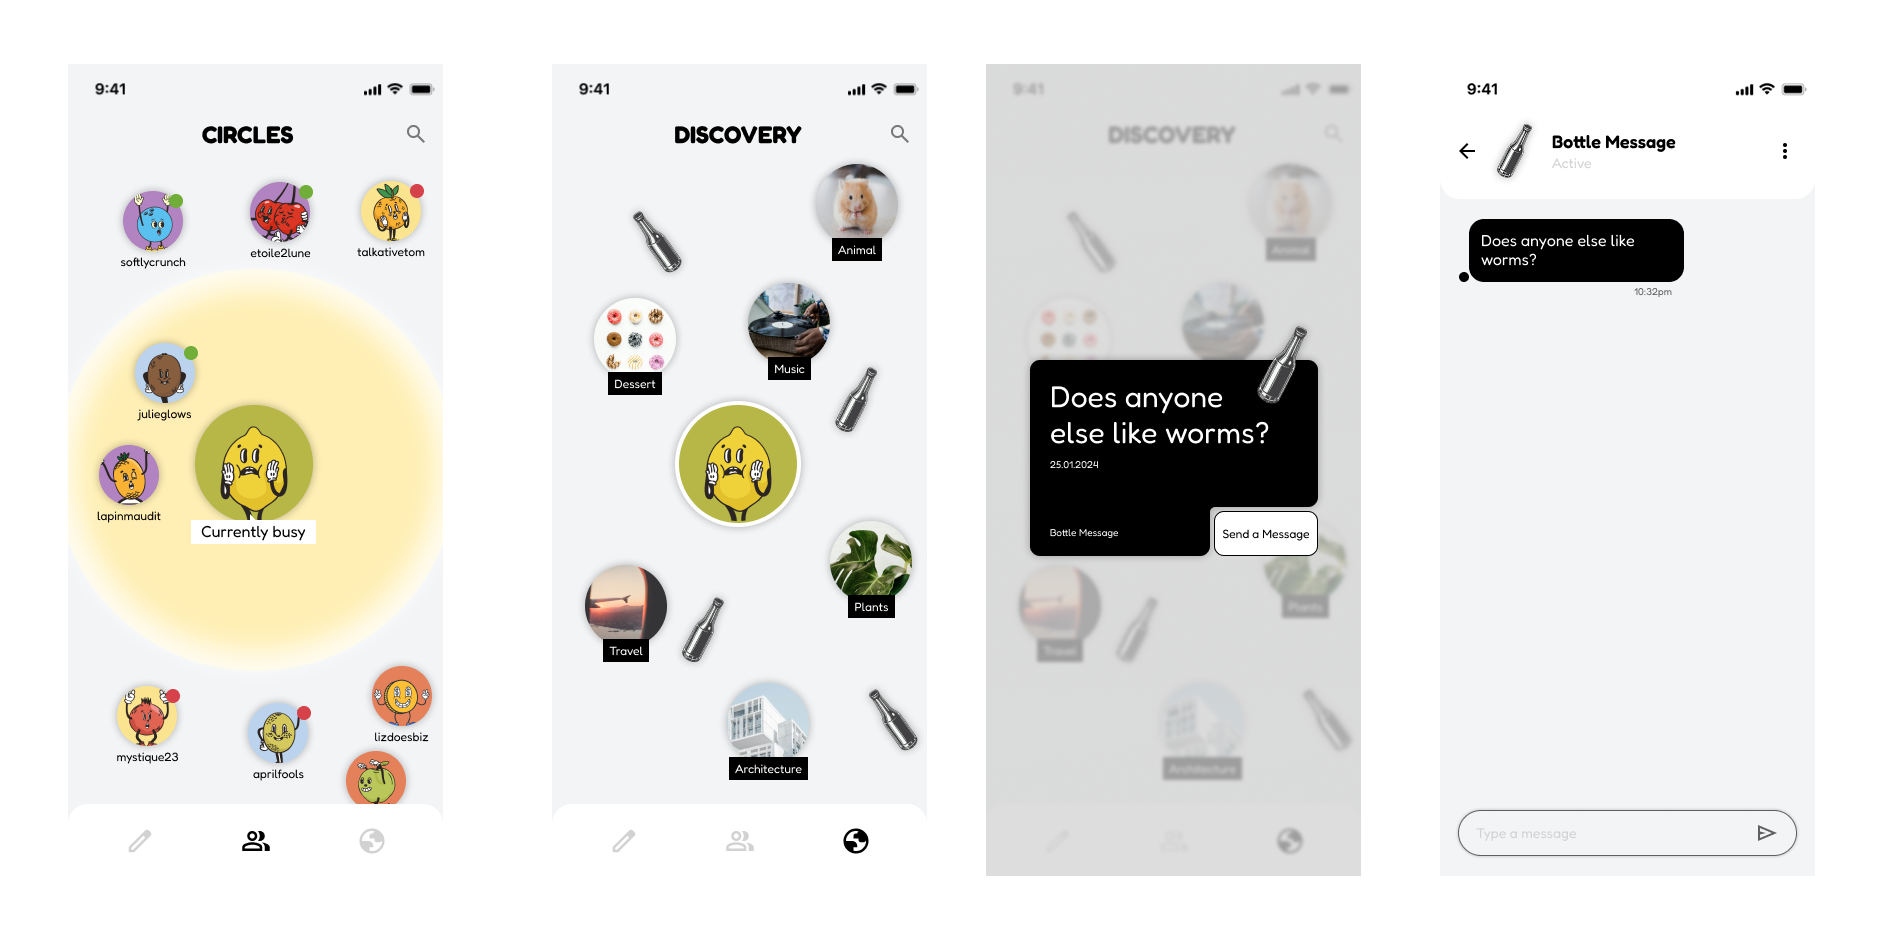 9:41
CIRCLES
softlycrunch
etoile2lune
talkativetom
julieglows
lapinmaudit
Currently busy
mystique23
aprilfools
lizdoesbiz
9:41
DISCOVERY
Animal
Dessert
Music
Plants
Travel
Architecture
9:41
DISCOVERY
Animal
Does anyone
else like worms?
25.01.2024
Bottle Message
Send a Message
Plants
Travel
Architecture
9:41
Bottle Message
Active
Does anyone else like
worms?
10:32pm
Type a message